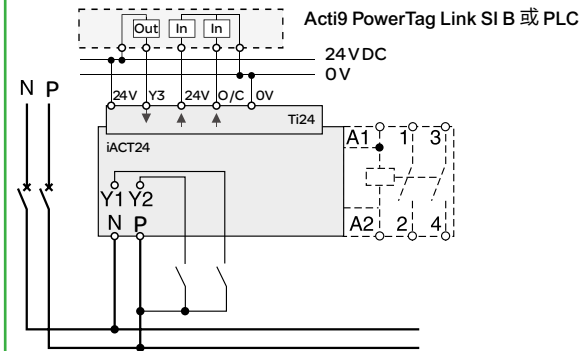 Out In In
Acti9 PowerTag Link SI B 或 PLC
24VDC
0V
N P
24V Y3 24V O/C 0V
Ti24
iACT24
A1 1 3
Y1 Y2
N P
A2 2 4